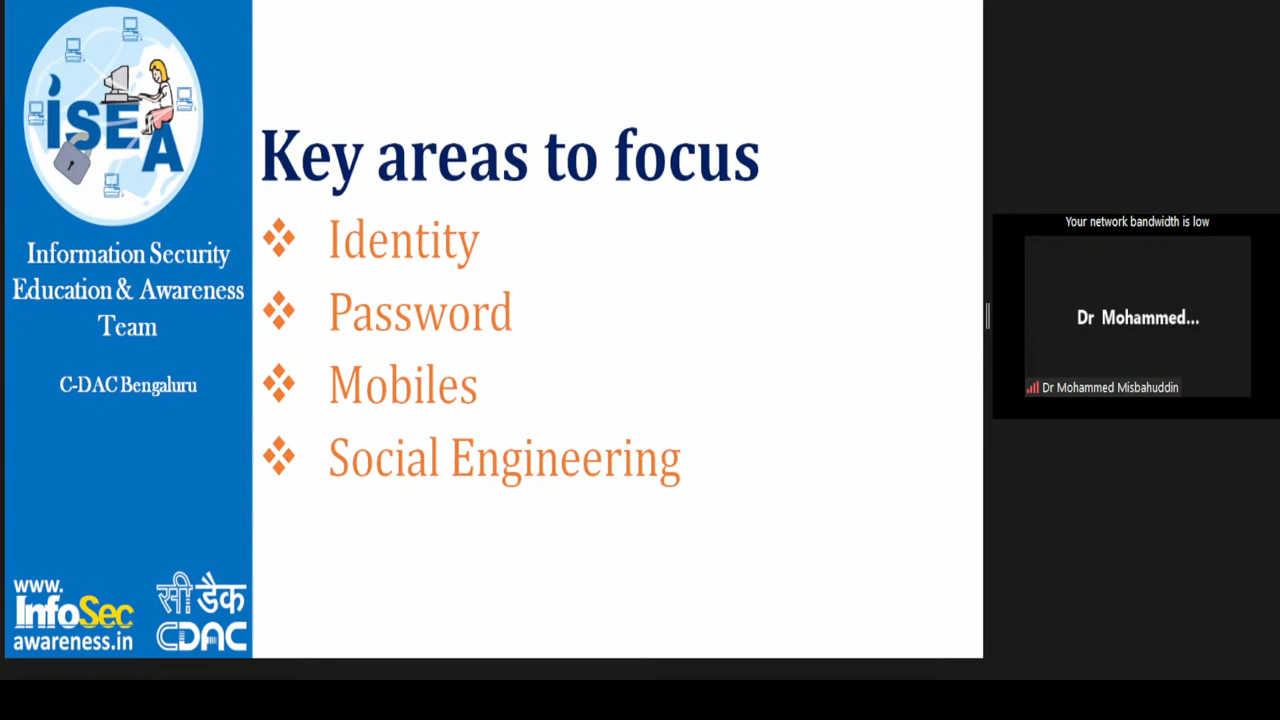 iSEA
Information Security
Education & Awareness
Team
C-DAC Bengaluru
www.
InfoSec
awareness.in
सी डैक
CDAC
Key areas to focus
❖ Identity
❖ Password
❖ Mobiles
❖ Social Engineering
Your network bandwidth is low
Dr Mohammed...
Dr Mohammed Misbahuddin